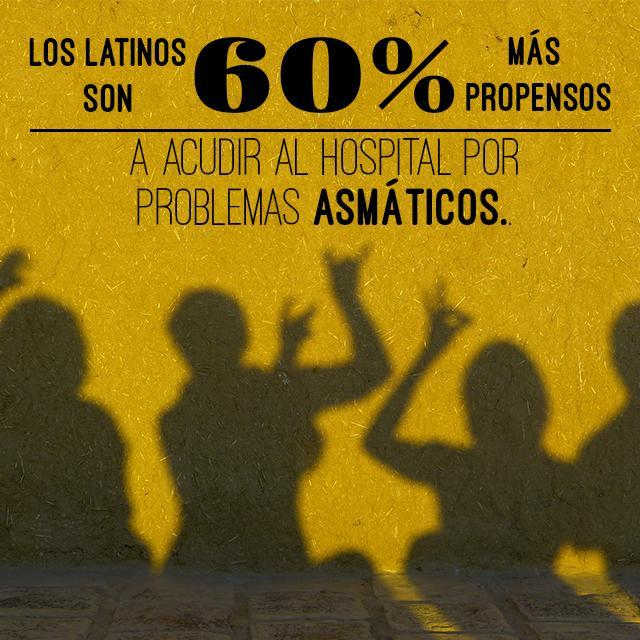 LOS LATINOS SON 60% MÁS PROPENSOS
A ACUDIR AL HOSPITAL POR
PROBLEMAS ASMÁTICOS..